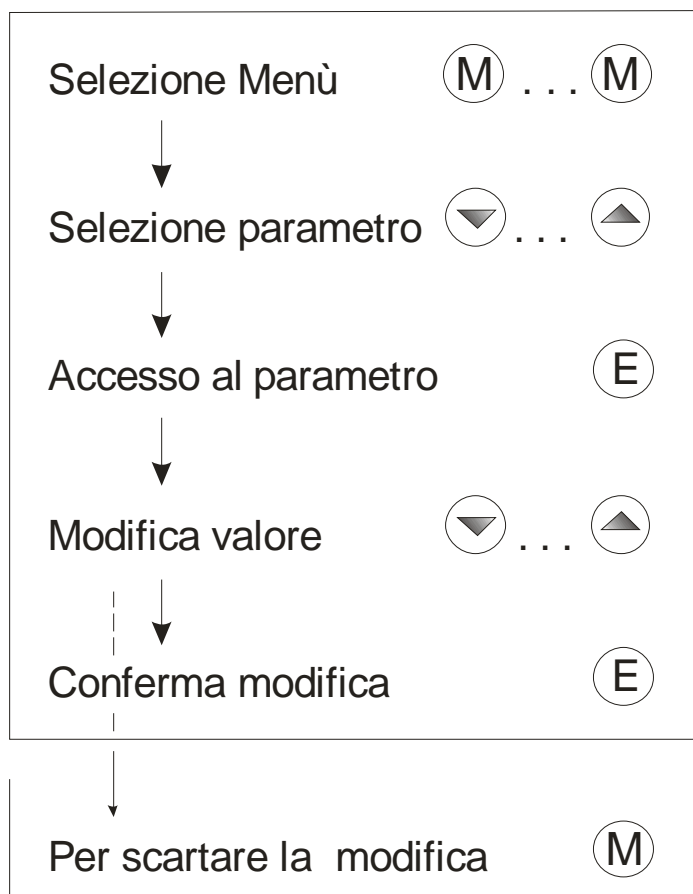 Selezione Menù M . . . M
Selezione parametro . . .
Accesso al parametro E
Modifica valore . . .
Conferma modifica E
Per scartare la modifica M